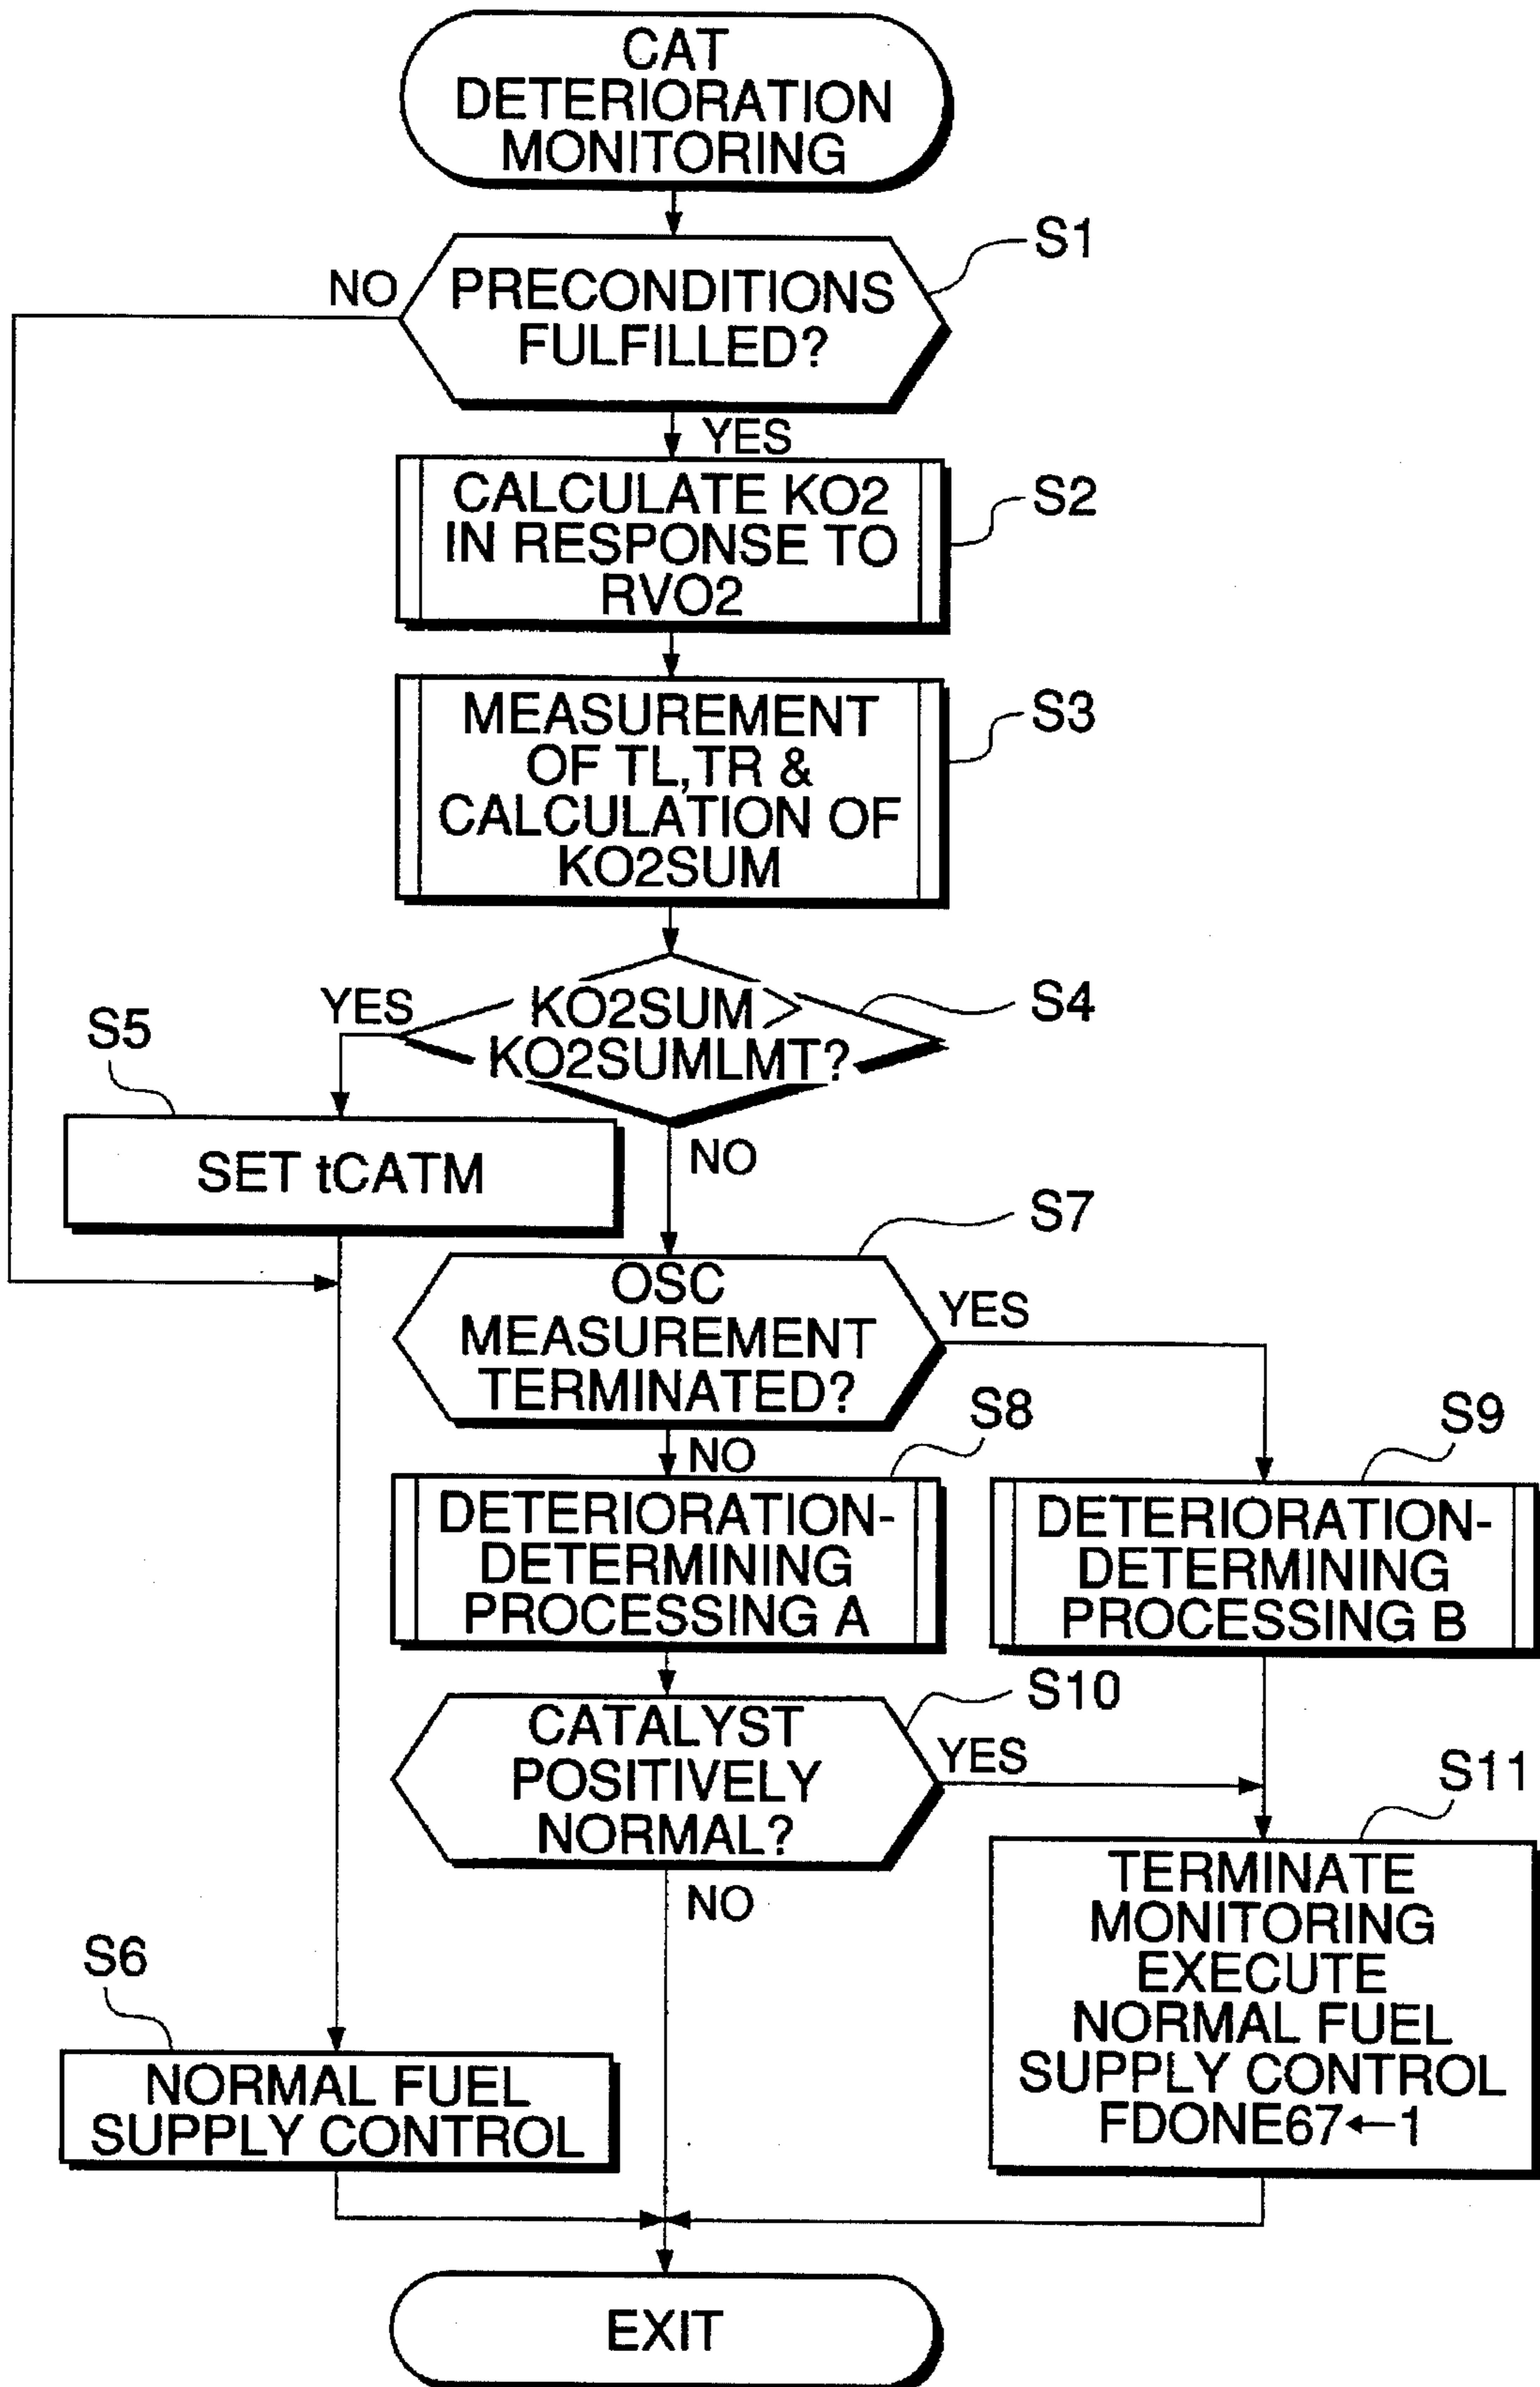 CAT
DETERIORATION
MONITORING
S1
NO
PRECONDITIONS
FULFILLED?
YES
CALCULATE KO2
IN RESPONSE TO
RVO2
S2
MEASUREMENT
OF TL,TR &
CALCULATION OF
KO2SUM
S3
YES
KO2SUM>
KO2SUMLMT?
S4
S5
SET tCATM
NO
S7
OSC
MEASUREMENT
TERMINATED?
YES
NO
S8
S9
DETERIORATION-
DETERMINING
PROCESSING A
DETERIORATION-
DETERMINING
PROCESSING B
S10
CATALYST
POSITIVELY
NORMAL?
YES
S11
NO
TERMINATE
MONITORING
EXECUTE
NORMAL FUEL
SUPPLY CONTROL
FDONE67←1
S6
NORMAL FUEL
SUPPLY CONTROL
EXIT